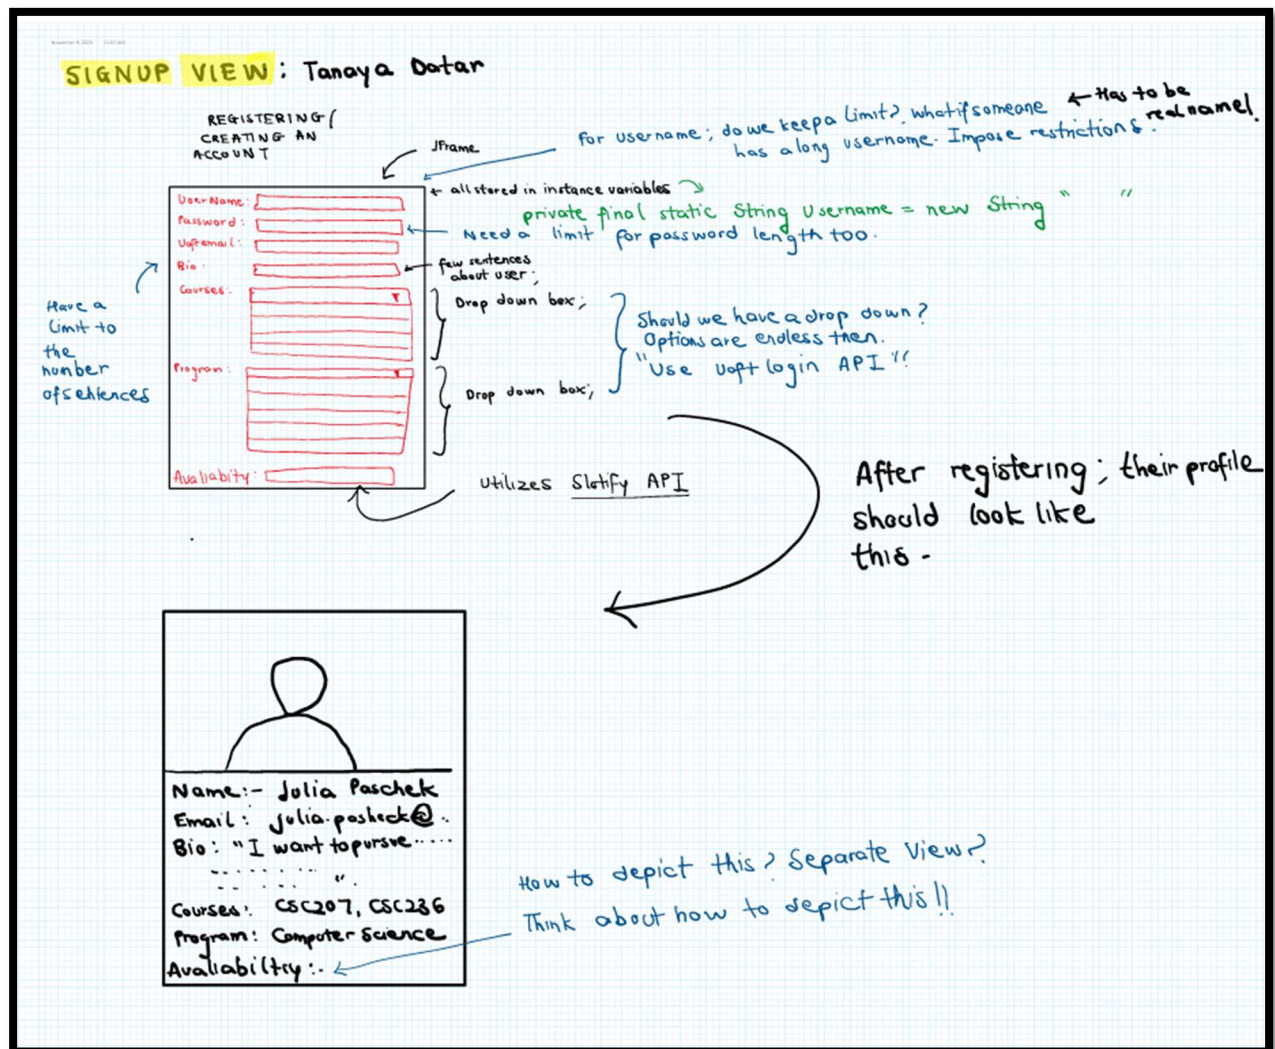 SIGNUP VIEW: Tanaya Datar
REGISTERING/
CREATING AN
ACCOUNT
JFrame
for username; do we keep a limit? what if someone
has a long username. Impose restrictions.
← Has to be
real name!
← all stored in instance variables
private final static String Username = new String " "
Need a limit for password length too.
UserName:
Password:
Uoft email:
Bio:
← few sentences
about user;
Courses:
Drop down box;
Should we have a drop down?
Options are endless then.
"Use Uoft login API"!
Have a
limit to
the
number
of sentences
Program:
Drop down box;
Avaliabity:
Utilizes Slotify API
After registering; their profile
should look like
this -
Name:- Julia Paschek
Email: julia.pasheck@..
Bio: "I want to pursue .....
........ ".
Courses: CSC207, CSC236
Program: Computer Science
Avaliabiltry:-
How to depict this? Separate View?
Think about how to depict this!!